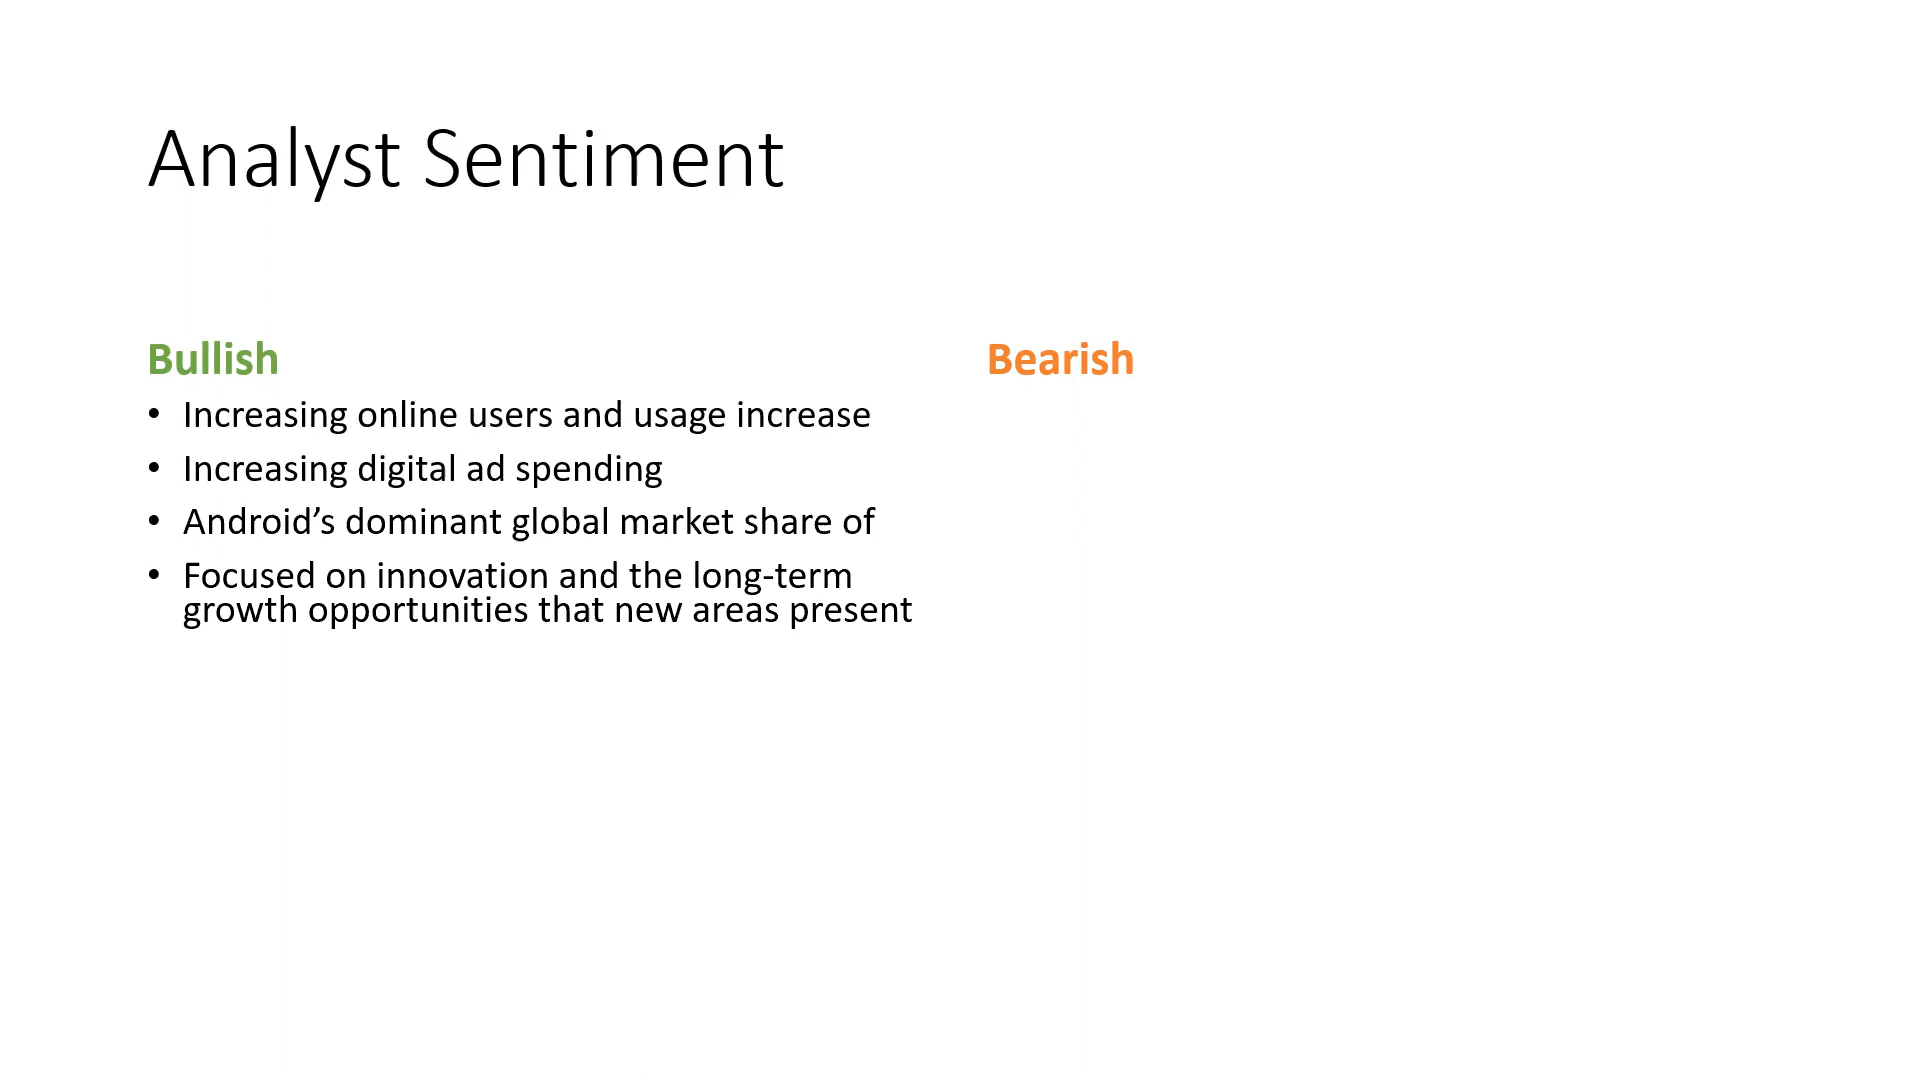 Analyst Sentiment
Bullish
• Increasing online users and usage increase
• Increasing digital ad spending
• Android’s dominant global market share of
• Focused on innovation and the long-term
growth opportunities that new areas present
Bearish